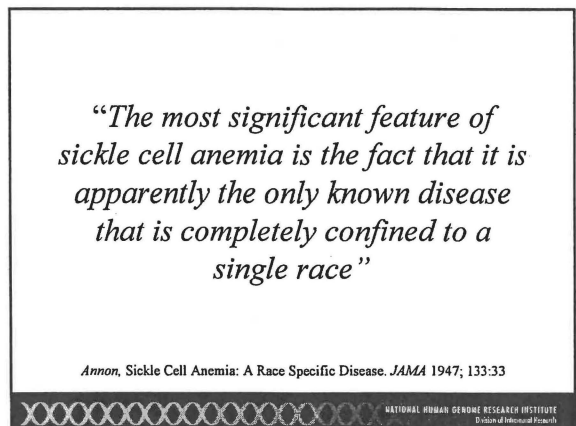 “The most significant feature of
sickle cell anemia is the fact that it is
apparently the only known disease
that is completely confined to a
single race”
Annon, Sickle Cell Anemia: A Race Specific Disease. JAMA 1947; 133:33
NATIONAL HUMAN GENOME RESEARCH INSTITUTE
Division of Intramural Research